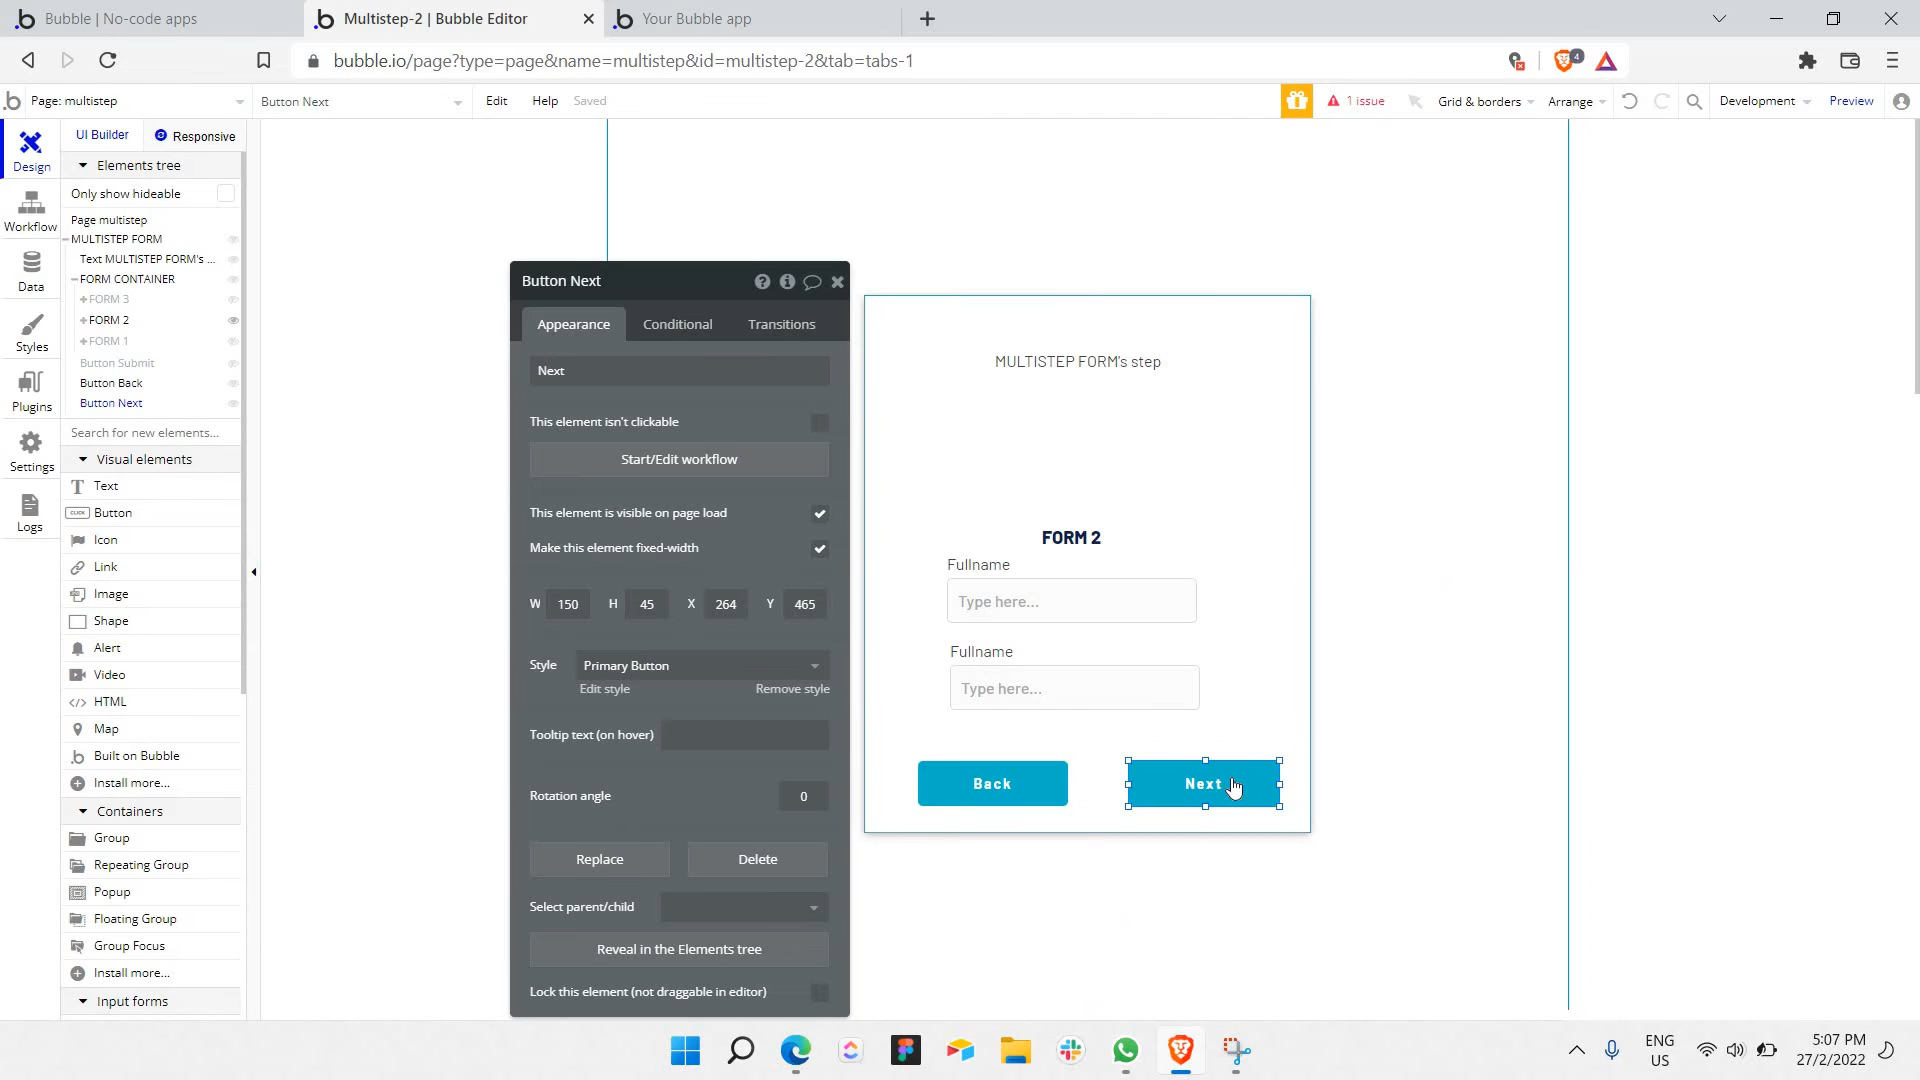 Bubble | No-code apps
Multistep-2 | Bubble Editor
Your Bubble app
bubble.io/page?type=page&name=multistep&id=multistep-2&tab=tabs-1
4
Page: multistep
Button Next
Edit
Help
Saved
1 issue
Grid & borders
Arrange
Development
Preview
Design
Workflow
Data
Styles
Plugins
Settings
Logs
UI Builder
Responsive
Elements tree
Only show hideable
Page multistep
MULTISTEP FORM
Text MULTISTEP FORM's ...
FORM CONTAINER
FORM 3
FORM 2
FORM 1
Button Submit
Button Back
Button Next
Search for new elements...
Visual elements
Text
CLICK
Button
Icon
Link
Image
Shape
Alert
Video
HTML
Map
Built on Bubble
Install more...
Containers
Group
Repeating Group
Popup
Floating Group
Group Focus
Install more...
Input forms
Button Next
Appearance
Conditional
Transitions
Next
This element isn't clickable
Start/Edit workflow
This element is visible on page load
Make this element fixed-width
W 150 H 45 X 264 Y 465
Style Primary Button
Edit style
Remove style
Tooltip text (on hover)
Rotation angle 0
Replace
Delete
Select parent/child
Reveal in the Elements tree
Lock this element (not draggable in editor)
MULTISTEP FORM's step
FORM 2
Fullname
Type here...
Fullname
Type here...
Back
Next
ENG
US
5:07 PM
27/2/2022